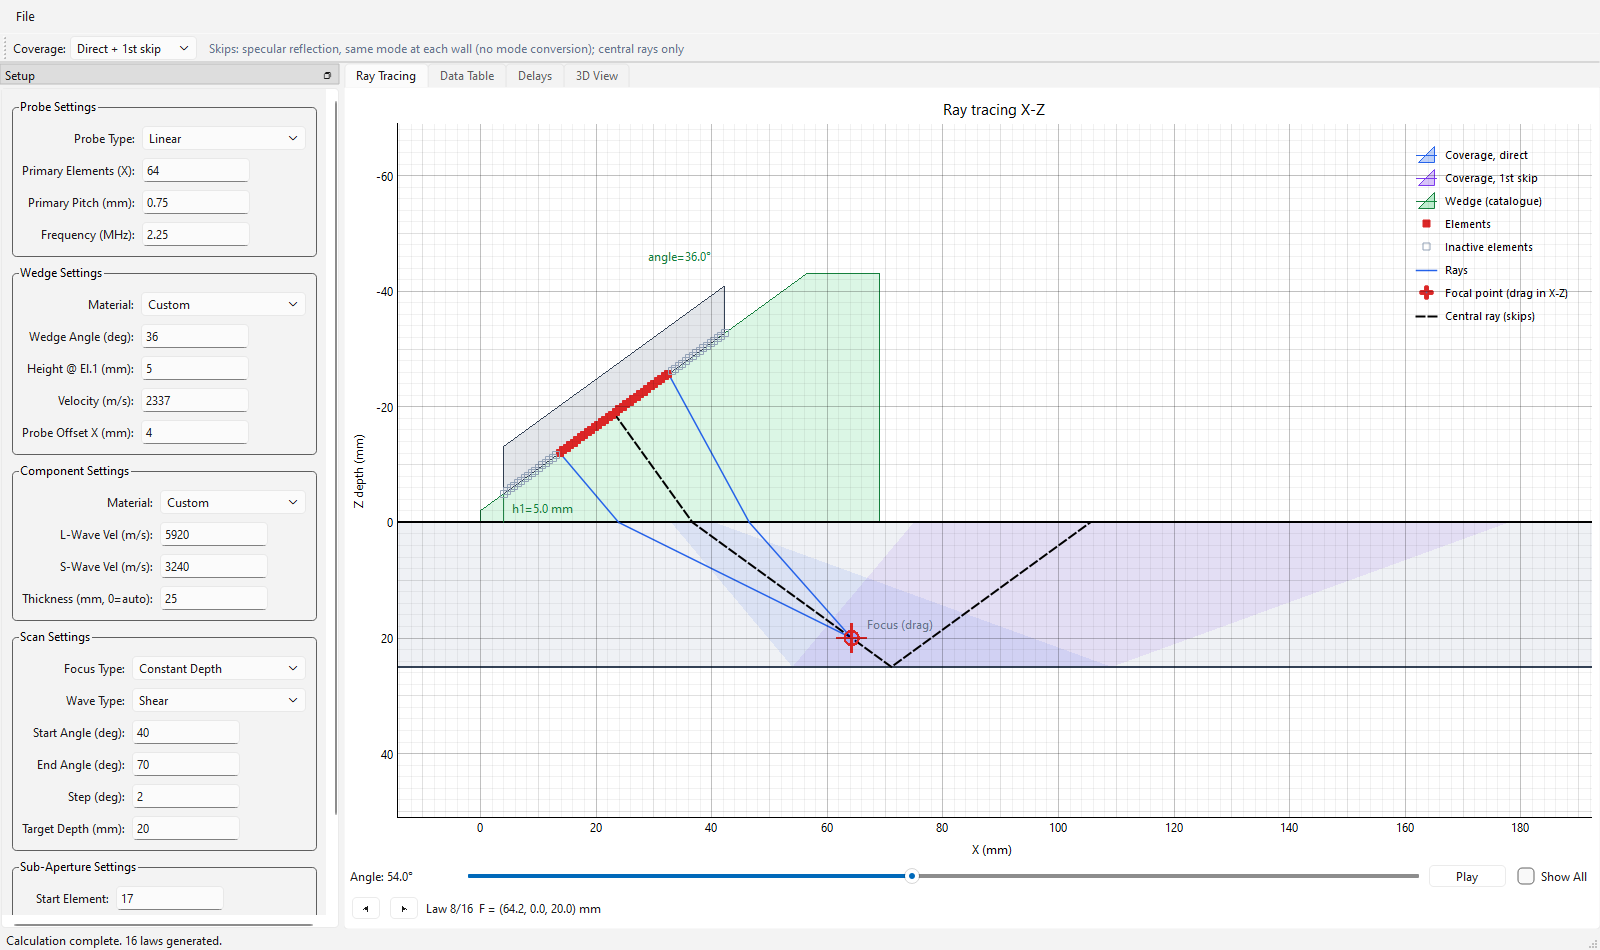 File
Coverage: Direct + 1st skip Skips: specular reflection, same mode at each wall (no mode conversion); central rays only
Setup
Probe Settings
Probe Type: Linear
Primary Elements (X): 64
Primary Pitch (mm): 0.75
Frequency (MHz): 2.25
Wedge Settings
Material: Custom
Wedge Angle (deg): 36
Height @ El.1 (mm): 5
Velocity (m/s): 2337
Probe Offset X (mm): 4
Component Settings
Material: Custom
L-Wave Vel (m/s): 5920
S-Wave Vel (m/s): 3240
Thickness (mm, 0=auto): 25
Scan Settings
Focus Type: Constant Depth
Wave Type: Shear
Start Angle (deg): 40
End Angle (deg): 70
Step (deg): 2
Target Depth (mm): 20
Sub-Aperture Settings
Start Element: 17
Ray Tracing Data Table Delays 3D View
Ray tracing X-Z
Coverage, direct
Coverage, 1st skip
Wedge (catalogue)
Elements
Inactive elements
Rays
Focal point (drag in X-Z)
Central ray (skips)
angle=36.0°
h1=5.0 mm
Focus (drag)
Z depth (mm)
-60
-40
-20
0
20
40
0 20 40 60 80 100 120 140 160 180
X (mm)
Angle: 54.0° Play Show All
Law 8/16 F = (64.2, 0.0, 20.0) mm
Calculation complete. 16 laws generated.